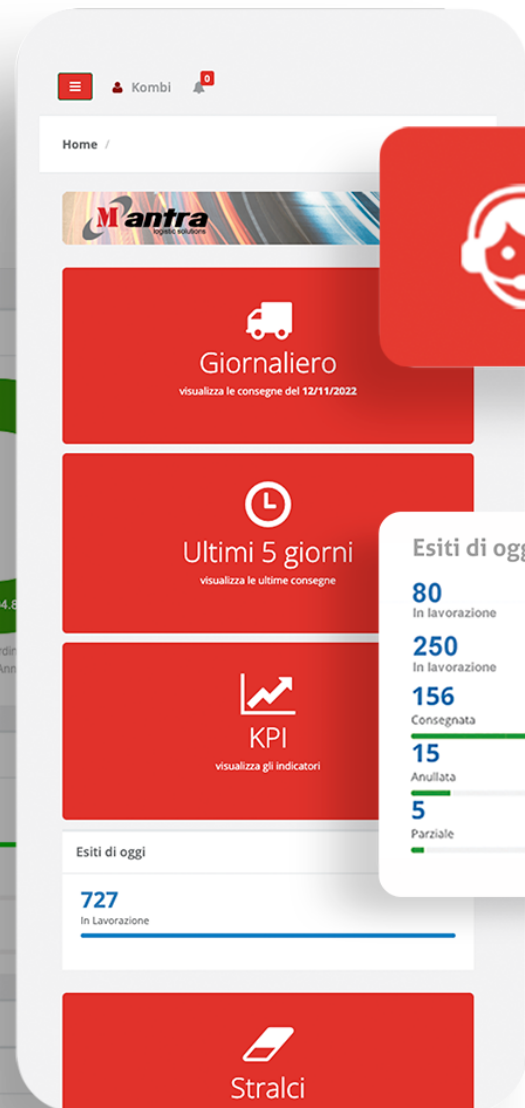 Kombi
0
Home /
Mantra
logistic solutions
Giornaliero
visualizza le consegne del 12/11/2022
Ultimi 5 giorni
visualizza le ultime consegne
KPI
visualizza gli indicatori
Esiti di oggi
727
In Lavorazione
Stralci
Esiti di ogg
80
In lavorazione
250
In lavorazione
156
Consegnata
15
Anullata
5
Parziale